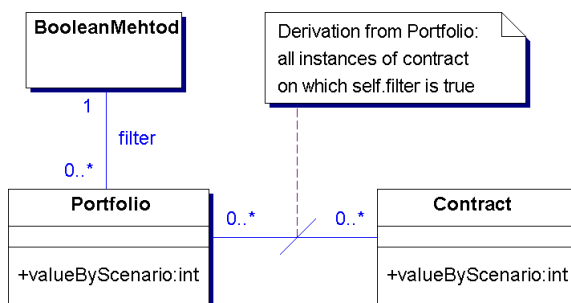 BooleanMehtod
Derivation from Portfolio:
all instances of contract
on which self.filter is true
1
filter
0..*
Portfolio
0..*
0..*
Contract
+valueByScenario:int
+valueByScenario:int